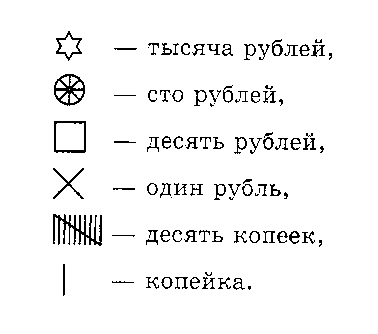 — тысяча рублей,
— сто рублей,
— десять рублей,
— один рубль,
— десять копеек,
— копейка.